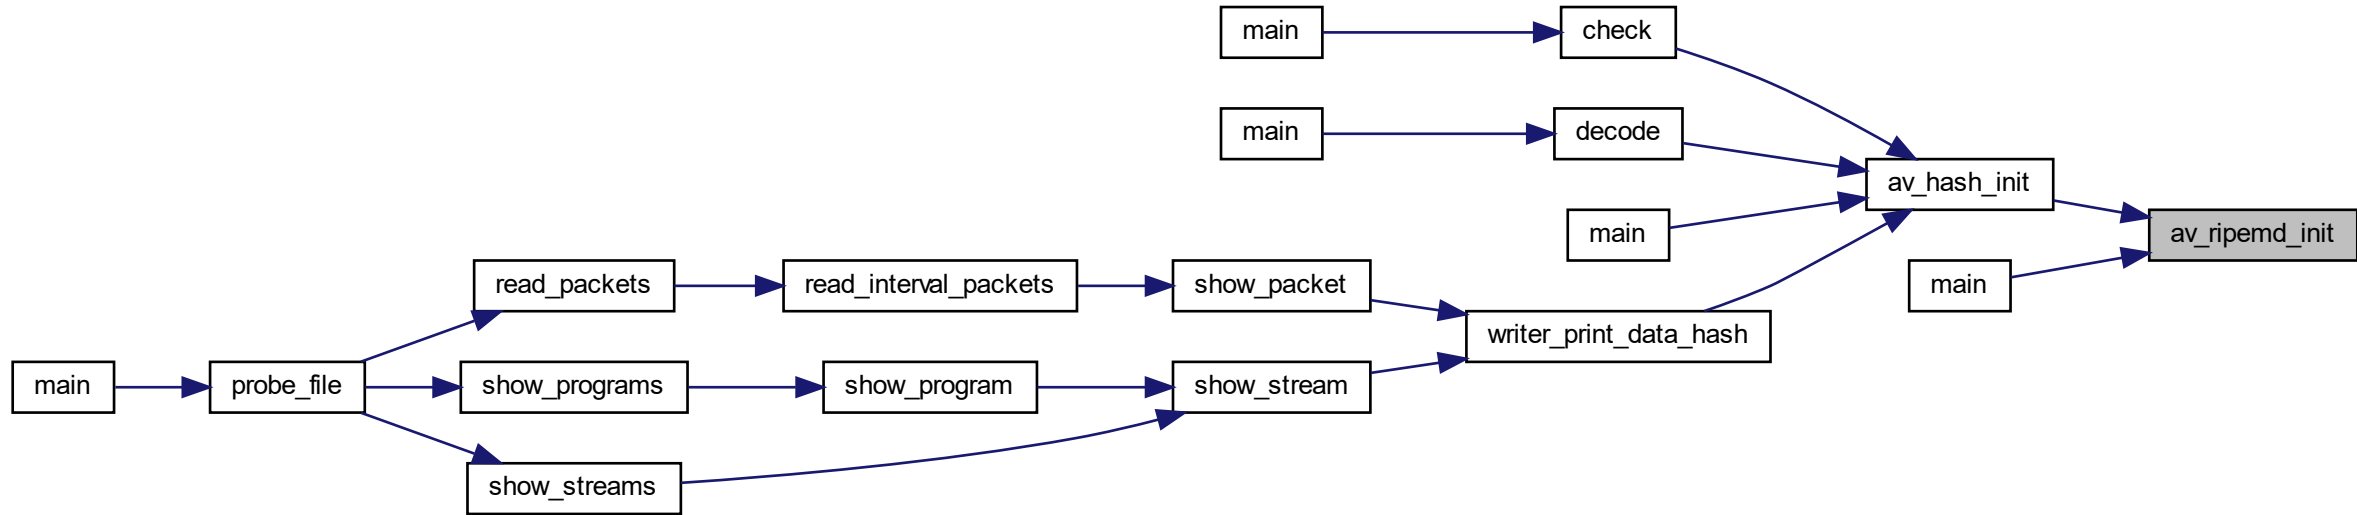 main
check
main
decode
av_hash_init
main
av_ripemd_init
main
read_packets
read_interval_packets
show_packet
writer_print_data_hash
main
probe_file
show_programs
show_program
show_stream
show_streams